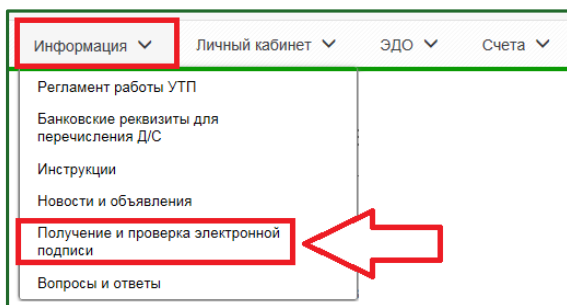 Информация Личный кабинет ЭДО Счета
Регламент работы УТП
Банковские реквизиты для
перечисления Д/С
Инструкции
Новости и объявления
Получение и проверка электронной
подписи
Вопросы и ответы